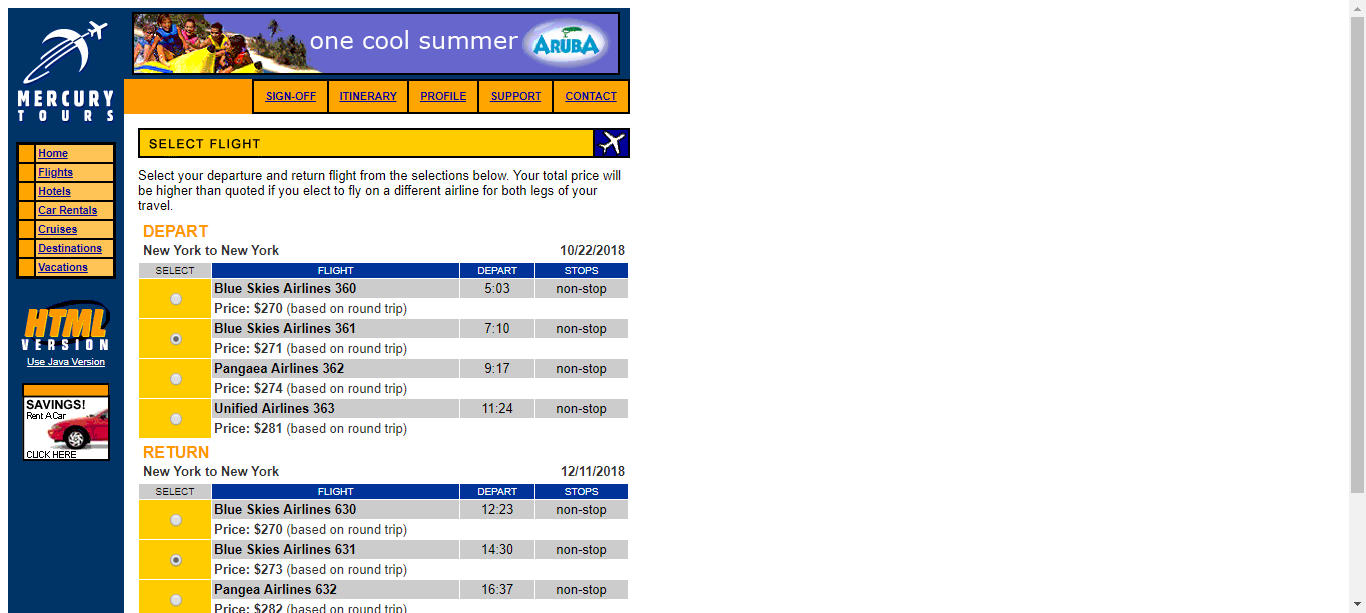 one cool summer ARUBA
MERCURY
TOURS
SIGN-OFF ITINERARY PROFILE SUPPORT CONTACT
Home
Flights
Hotels
Car Rentals
Cruises
Destinations
Vacations
HTML
VERSION
Use Java Version
SAVINGS!
Rent A Car
CLICK HERE
SELECT FLIGHT
Select your departure and return flight from the selections below. Your total price will
be higher than quoted if you elect to fly on a different airline for both legs of your
travel.
DEPART
New York to New York 10/22/2018
SELECT FLIGHT DEPART STOPS
Blue Skies Airlines 360 5:03 non-stop
Price: $270 (based on round trip)
Blue Skies Airlines 361 7:10 non-stop
Price: $271 (based on round trip)
Pangaea Airlines 362 9:17 non-stop
Price: $274 (based on round trip)
Unified Airlines 363 11:24 non-stop
Price: $281 (based on round trip)
RETURN
New York to New York 12/11/2018
SELECT FLIGHT DEPART STOPS
Blue Skies Airlines 630 12:23 non-stop
Price: $270 (based on round trip)
Blue Skies Airlines 631 14:30 non-stop
Price: $273 (based on round trip)
Pangea Airlines 632 16:37 non-stop
Price: $282 (based on round trip)